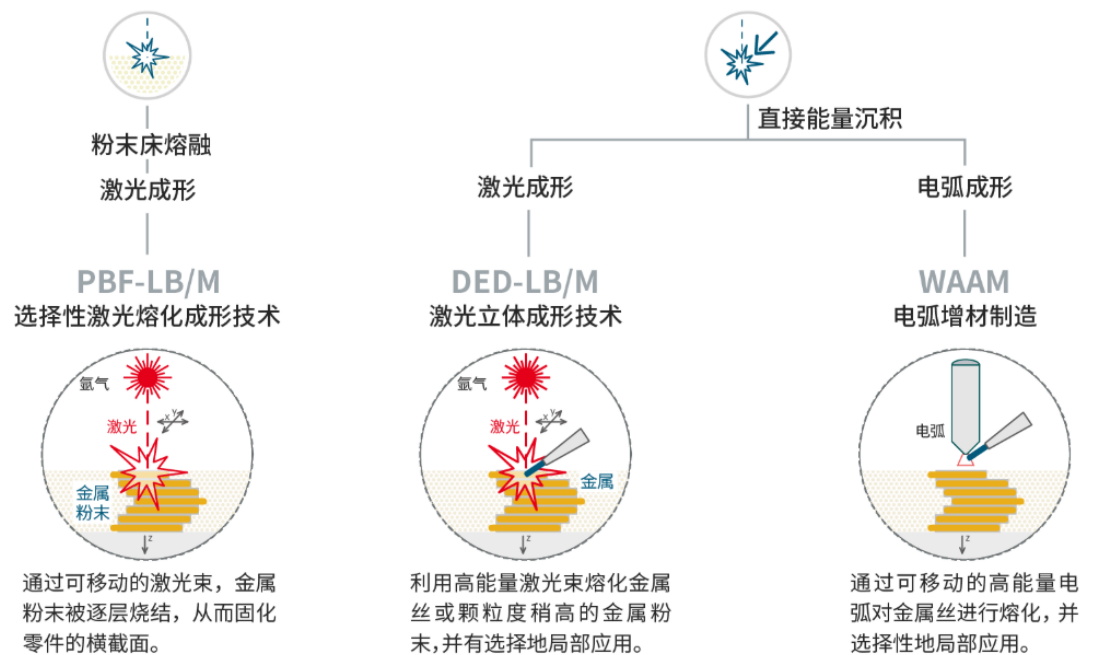 粉末床熔融
激光成形
PBF-LB/M
选择性激光熔化成形技术
氩气
激光
X
Y
金属
粉末
z
通过可移动的激光束，金属
粉末被逐层烧结，从而固化
零件的横截面。
直接能量沉积
激光成形
DED-LB/M
激光立体成形技术
氩气
激光
X
Y
金属
z
利用高能量激光束熔化金属
丝或颗粒度稍高的金属粉
末,并有选择地局部应用。
电弧成形
WAAM
电弧增材制造
电弧
z
通过可移动的高能量电
弧对金属丝进行熔化，并
选择性地局部应用。